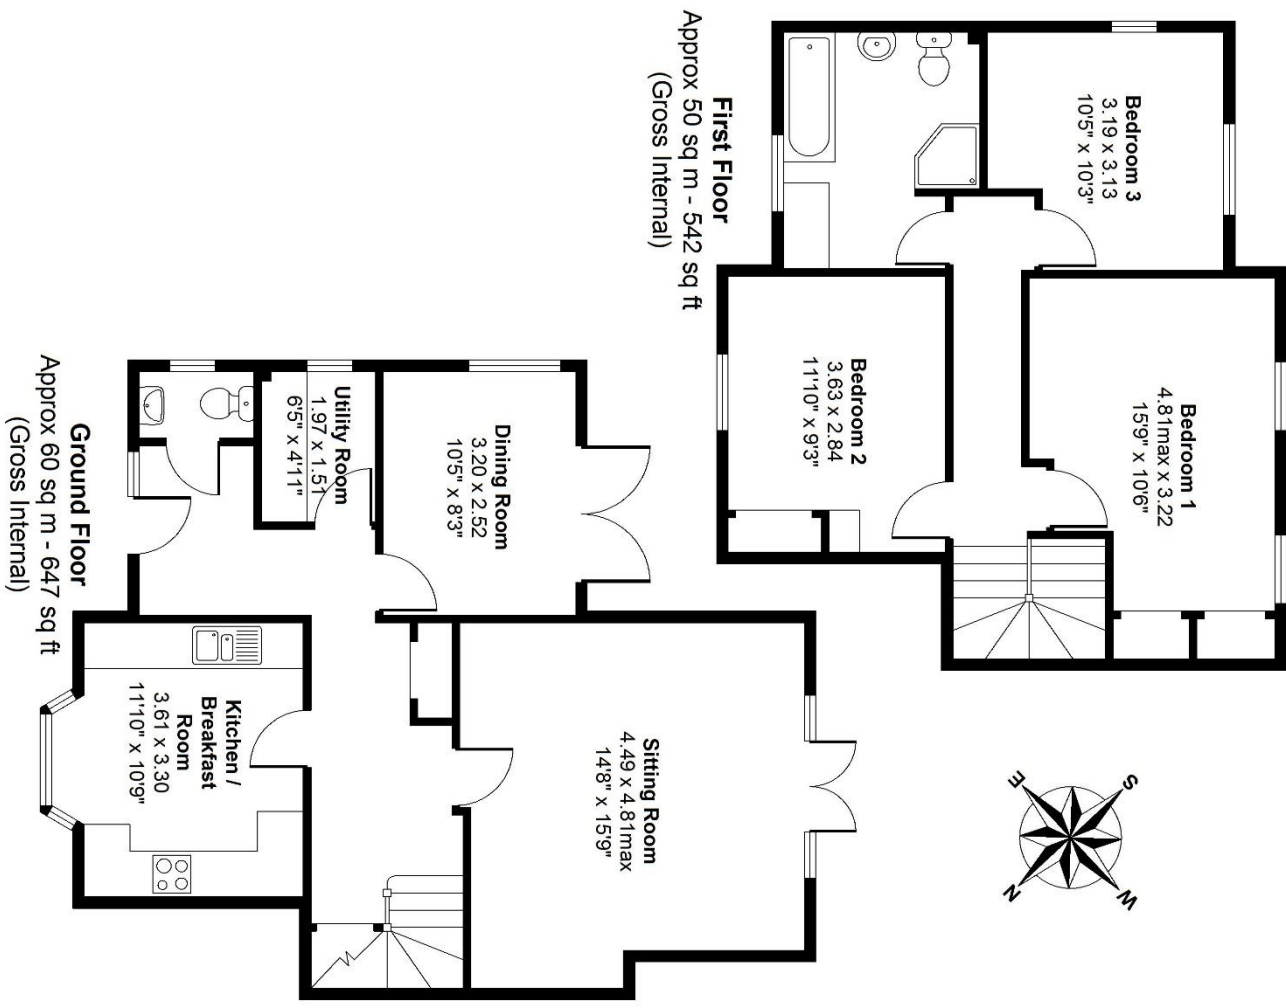 First Floor
Approx 50 sq m - 542 sq ft
(Gross Internal)
Bedroom 3
3.19 x 3.13
10'5" x 10'3"
Bedroom 1
4.81max x 3.22
15'9" x 10'6"
Bedroom 2
3.63 x 2.84
11'10" x 9'3"
Ground Floor
Approx 60 sq m - 647 sq ft
(Gross Internal)
Utility Room
1.97 x 1.51
6'5" x 4'11"
Dining Room
3.20 x 2.52
10'5" x 8'3"
Kitchen /
Breakfast
Room
3.61 x 3.30
11'10" x 10'9"
Sitting Room
4.49 x 4.81max
14'8" x 15'9"
S
W
N
E